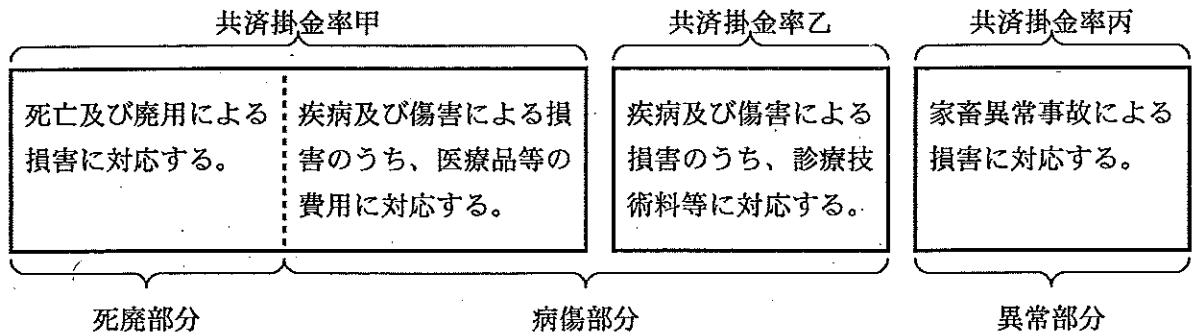 共済掛金率甲
共済掛金率乙
共済掛金率丙
死亡及び廃用による
損害に対応する。
疾病及び傷害による損
害のうち、医療品等の
費用に対応する。
疾病及び傷害による
損害のうち、診療技
術料等に対応する。
家畜異常事故による
損害に対応する。
死廃部分
病傷部分
異常部分